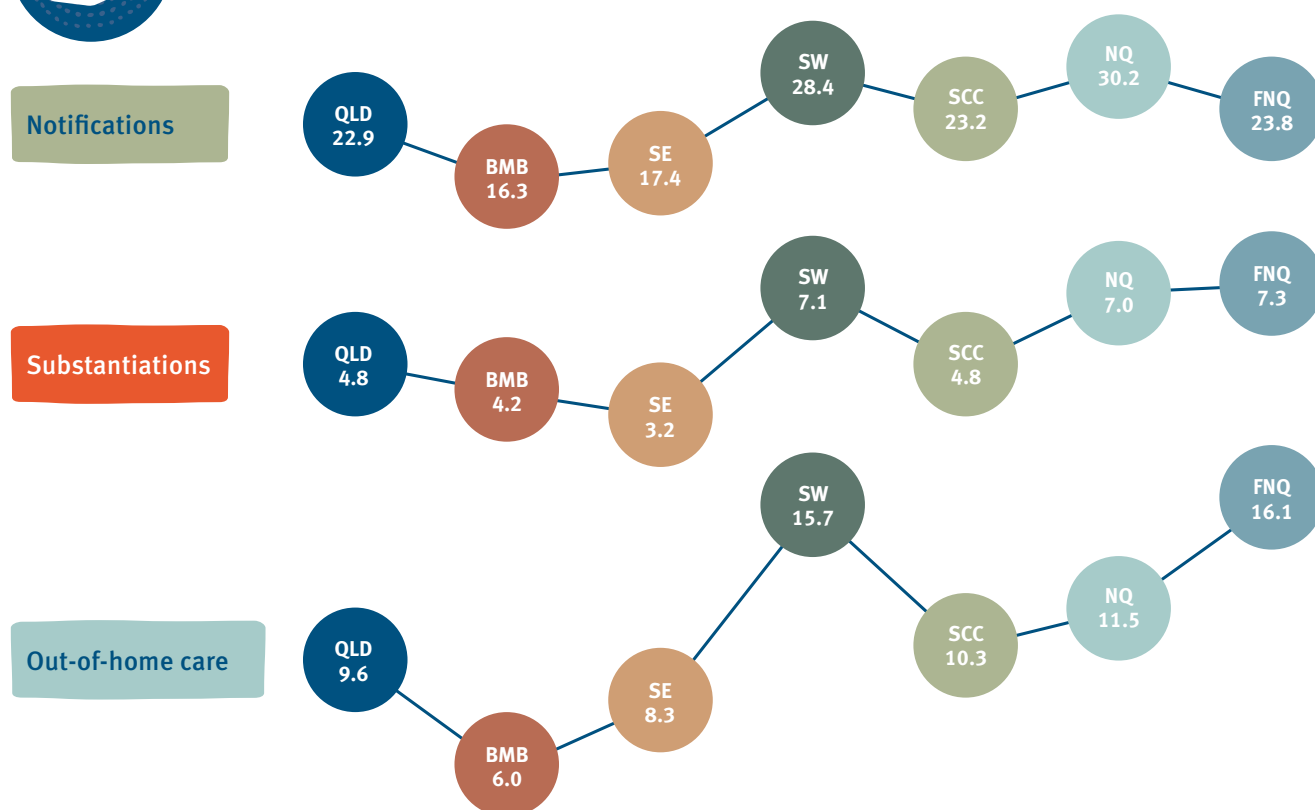 Notifications
QLD
22.9
BMB
16.3
SE
17.4
SW
28.4
SCC
23.2
NQ
30.2
FNQ
23.8
Substantiations
QLD
4.8
BMB
4.2
SE
3.2
SW
7.1
SCC
4.8
NQ
7.0
FNQ
7.3
Out-of-home care
QLD
9.6
BMB
6.0
SE
8.3
SW
15.7
SCC
10.3
NQ
11.5
FNQ
16.1